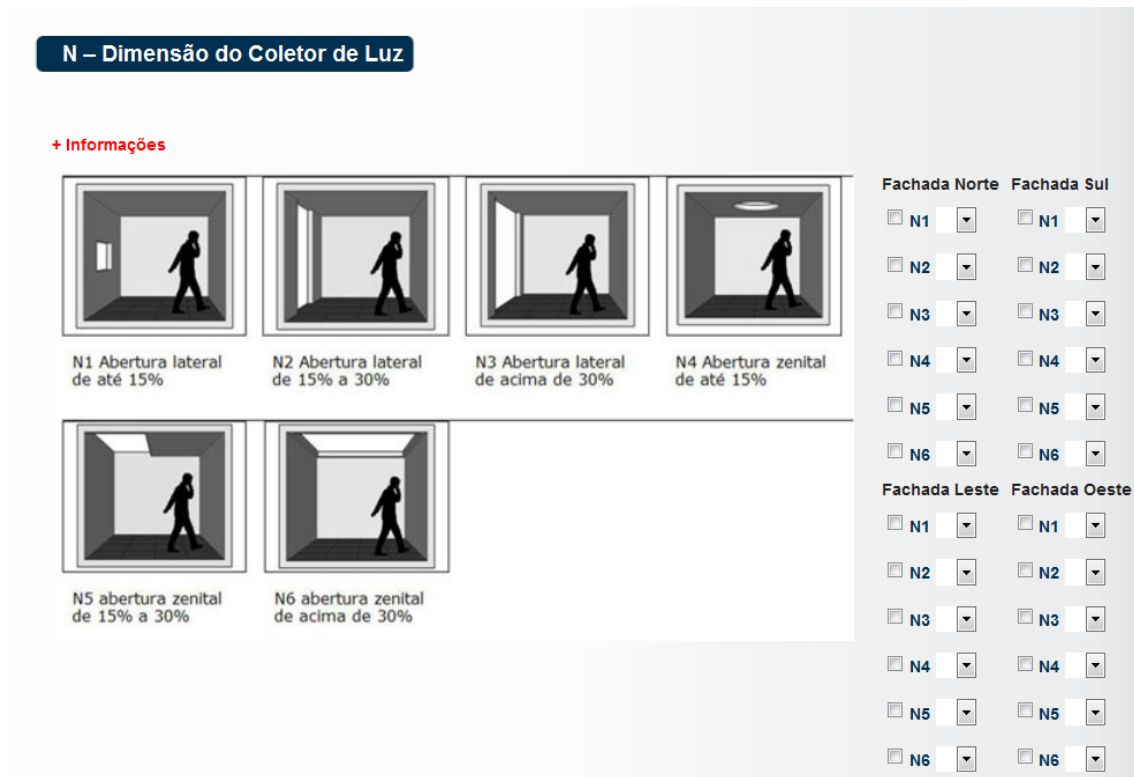 N – Dimensão do Coletor de Luz
+ Informações
N1 Abertura lateral
de até 15%
N2 Abertura lateral
de 15% a 30%
N3 Abertura lateral
de acima de 30%
N4 Abertura zenital
de até 15%
N5 abertura zenital
de 15% a 30%
N6 abertura zenital
de acima de 30%
Fachada Norte Fachada Sul
N1 N1
N2 N2
N3 N3
N4 N4
N5 N5
N6 N6
Fachada Leste Fachada Oeste
N1 N1
N2 N2
N3 N3
N4 N4
N5 N5
N6 N6